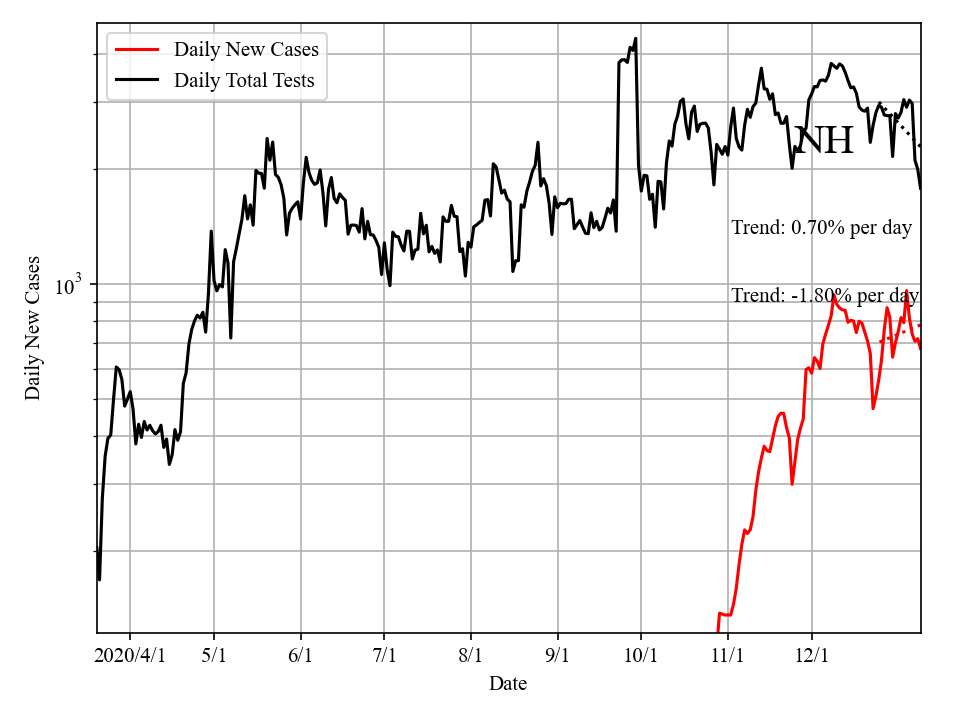 Daily New Cases
Daily Total Tests
NH
Trend: 0.70% per day
Trend: -1.80% per day
10³
Daily New Cases
2020/4/1 5/1 6/1 7/1 8/1 9/1 10/1 11/1 12/1
Date